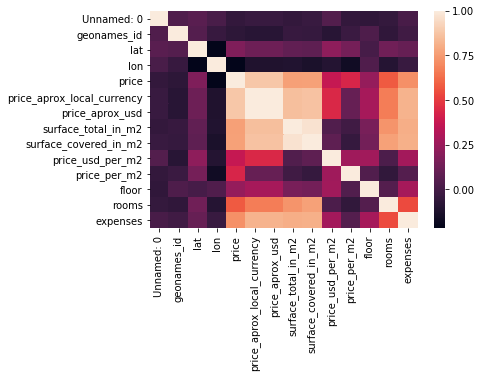 Unnamed: 0
geonames_id
lat
lon
price
price_aprox_local_currency
price_aprox_usd
surface_total_in_m2
surface_covered_in_m2
price_usd_per_m2
price_per_m2
floor
rooms
expenses
Unnamed: 0
geonames_id
lat
lon
price
price_aprox_local_currency
price_aprox_usd
surface_total_in_m2
surface_covered_in_m2
price_usd_per_m2
price_per_m2
floor
rooms
expenses
1.00
0.75
0.50
0.25
0.00